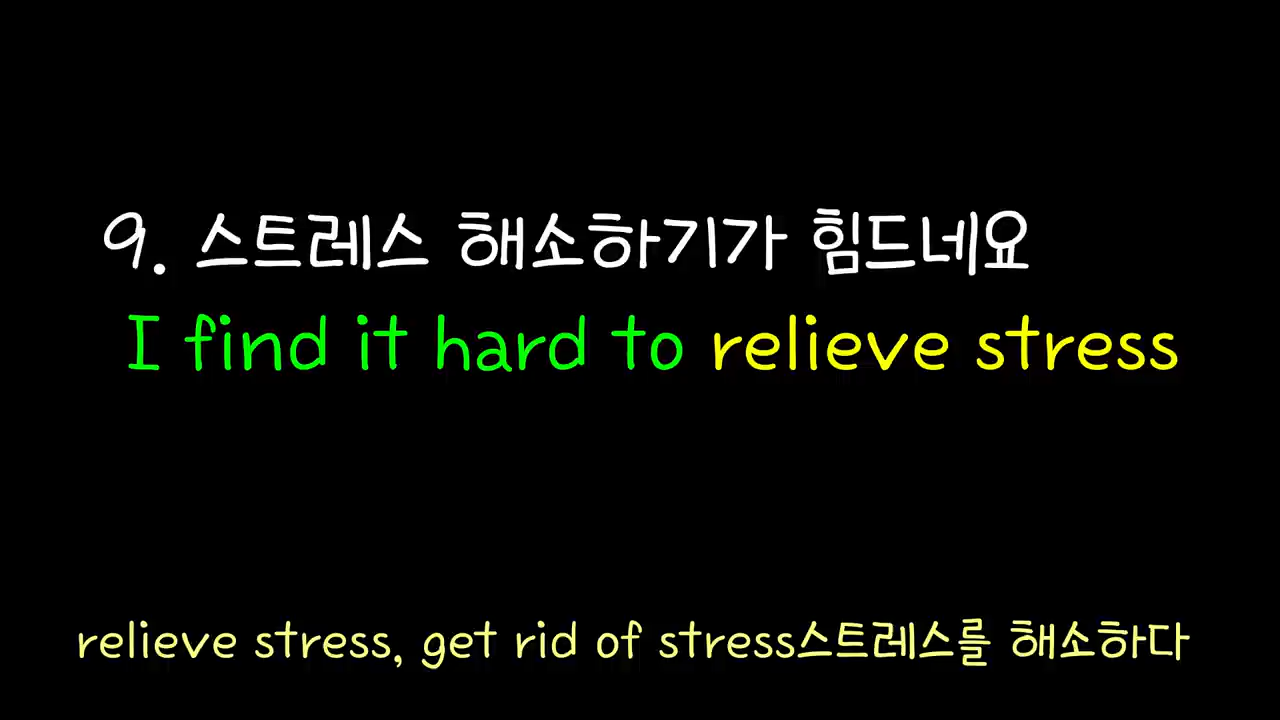 9. 스트레스 해소하기가 힘드네요
I find it hard to relieve stress
relieve stress, get rid of stress스트레스를 해소하다